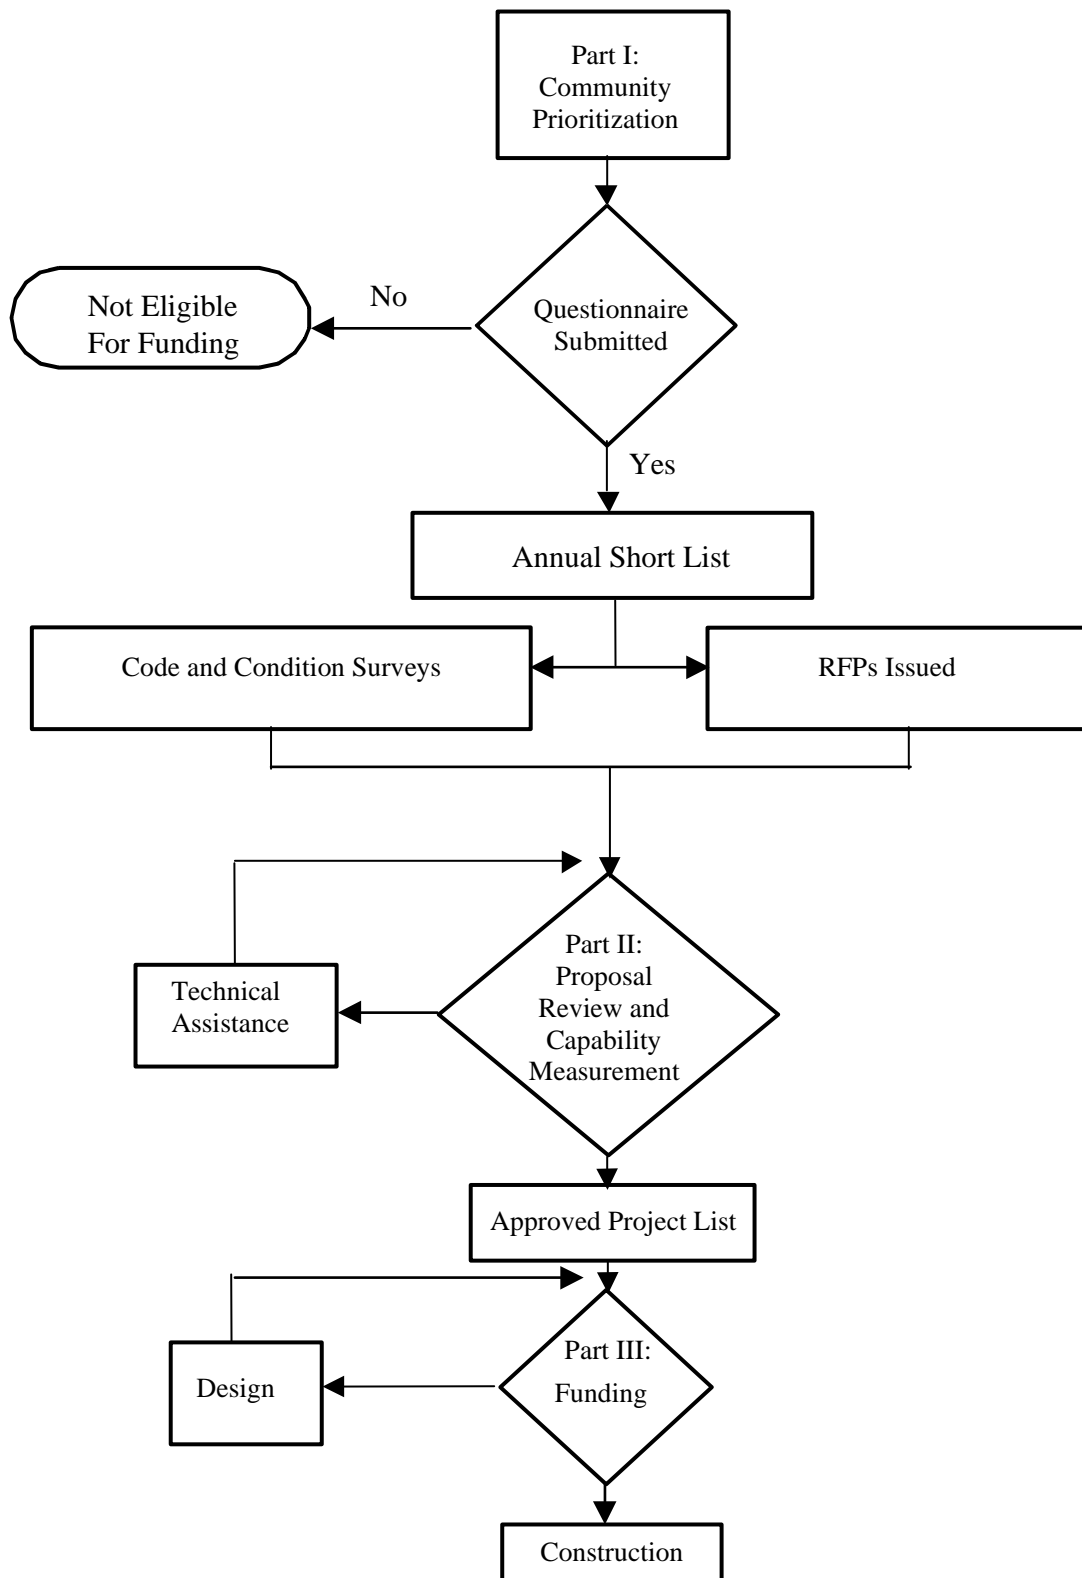 Part I:
Community
Prioritization
Questionnaire
Submitted
No
Not Eligible
For Funding
Yes
Annual Short List
Code and Condition Surveys
RFPs Issued
Part II:
Proposal
Review and
Capability
Measurement
Technical
Assistance
Approved Project List
Part III:
Funding
Design
Construction